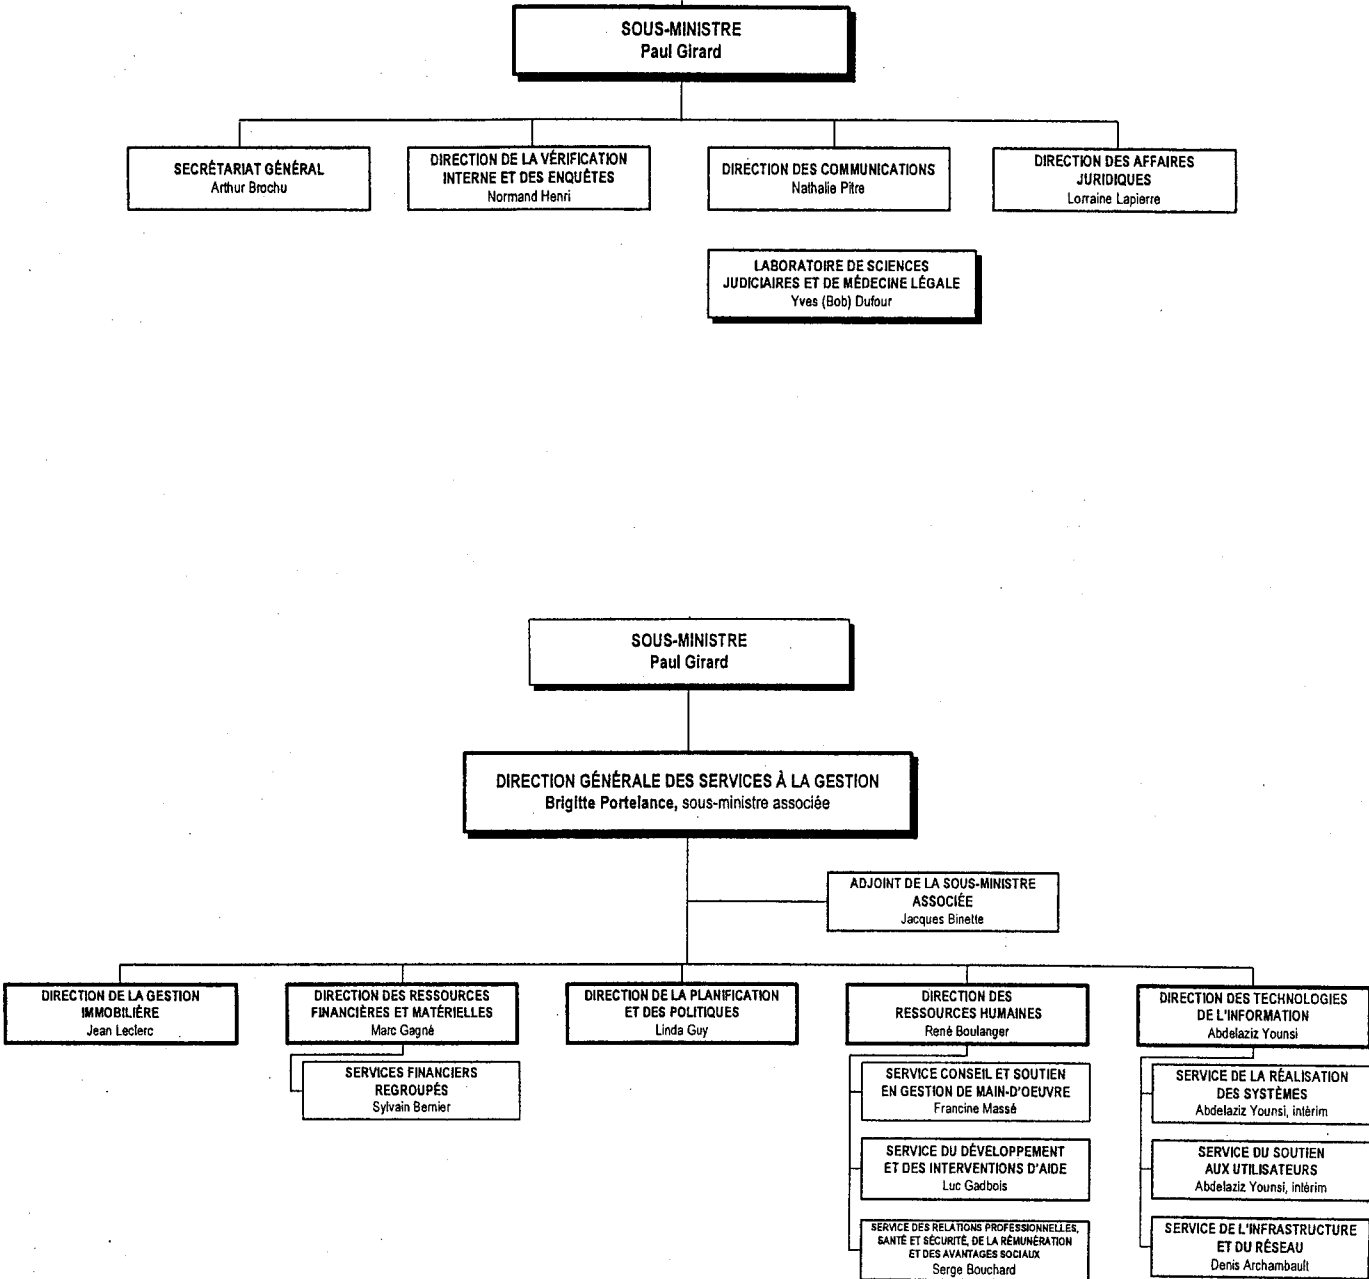 SOUS-MINISTRE
Paul Girard
SECRÉTARIAT GÉNÉRAL
Arthur Brochu
DIRECTION DE LA VÉRIFICATION
INTERNE ET DES ENQUÊTES
Normand Henri
DIRECTION DES COMMUNICATIONS
Nathalie Pitre
DIRECTION DES AFFAIRES
JURIDIQUES
Lorraine Lapierre
LABORATOIRE DE SCIENCES
JUDICIAIRES ET DE MÉDECINE LÉGALE
Yves (Bob) Dufour
SOUS-MINISTRE
Paul Girard
DIRECTION GÉNÉRALE DES SERVICES À LA GESTION
Brigitte Portelance, sous-ministre associée
ADJOINT DE LA SOUS-MINISTRE
ASSOCIÉE
Jacques Binette
DIRECTION DE LA GESTION
IMMOBILIÈRE
Jean Leclerc
DIRECTION DES RESSOURCES
FINANCIÈRES ET MATÉRIELLES
Marc Gagné
SERVICES FINANCIERS
REGROUPÉS
Sylvain Bernier
DIRECTION DE LA PLANIFICATION
ET DES POLITIQUES
Linda Guy
DIRECTION DES
RESSOURCES HUMAINES
René Boulanger
SERVICE CONSEIL ET SOUTIEN
EN GESTION DE MAIN-D'OEUVRE
Francine Massé
SERVICE DU DÉVELOPPEMENT
ET DES INTERVENTIONS D'AIDE
Luc Gadbois
SERVICE DES RELATIONS PROFESSIONNELLES,
SANTÉ ET SÉCURITÉ, DE LA RÉMUNÉRATION
ET DES AVANTAGES SOCIAUX
Serge Bouchard
DIRECTION DES TECHNOLOGIES
DE L'INFORMATION
Abdelaziz Younsi
SERVICE DE LA RÉALISATION
DES SYSTÈMES
Abdelaziz Younsi, intérim
SERVICE DU SOUTIEN
AUX UTILISATEURS
Abdelaziz Younsi, intérim
SERVICE DE L'INFRASTRUCTURE
ET DU RÉSEAU
Denis Archambault